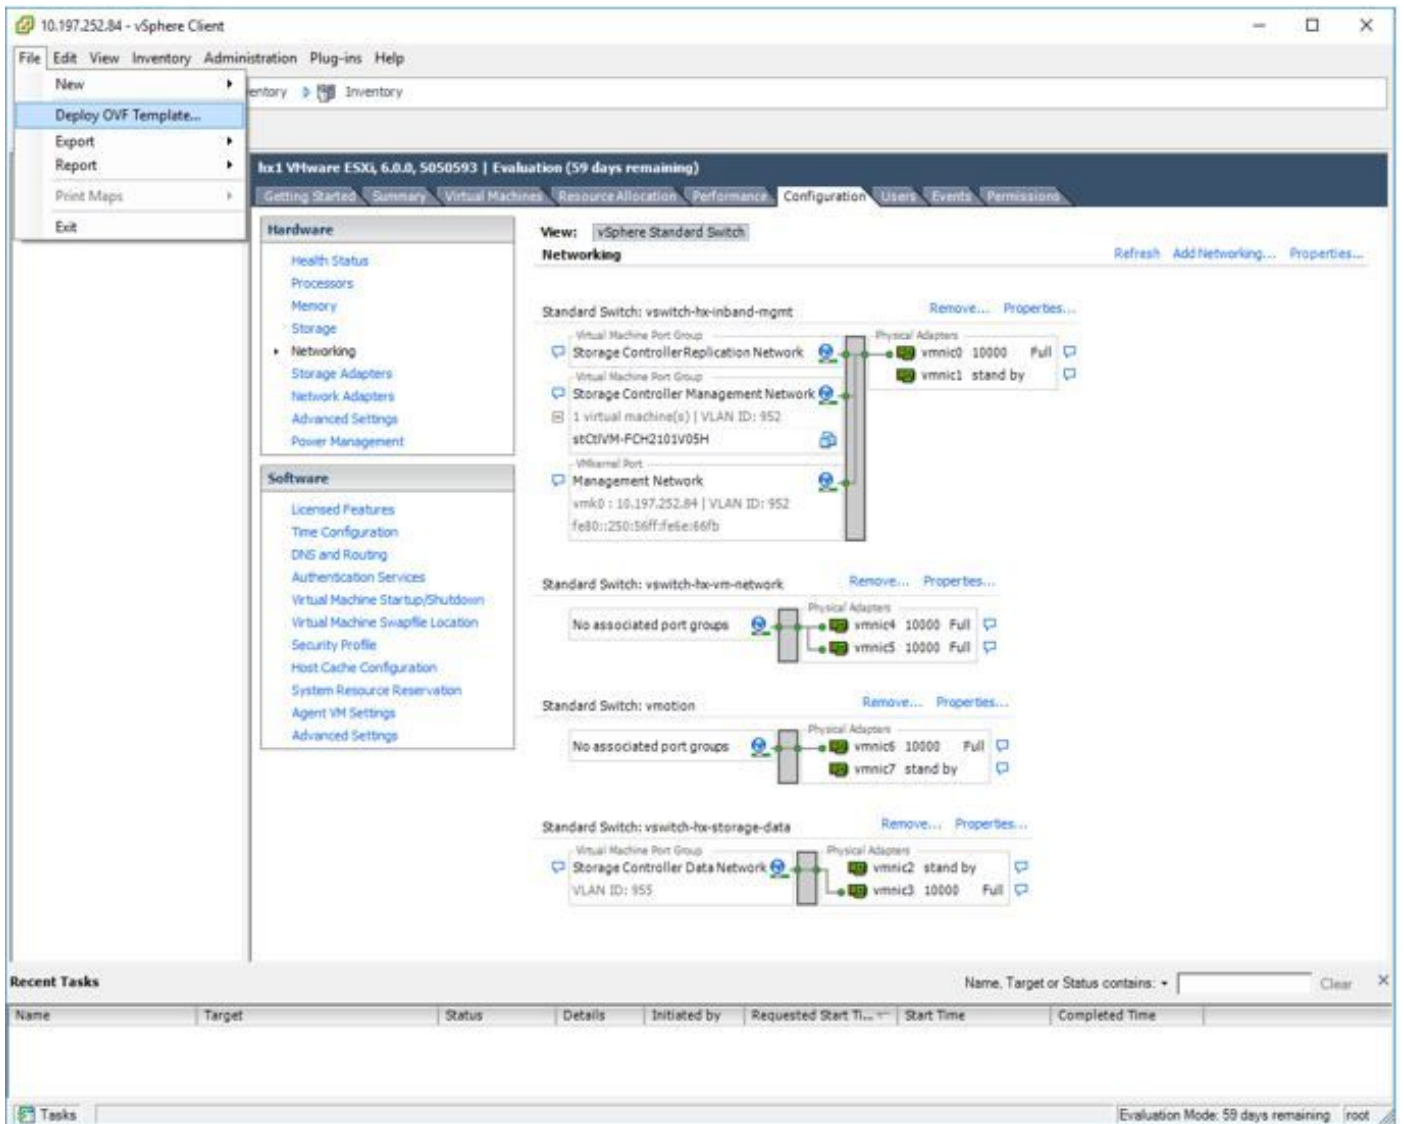 10.197.252.84 - vSphere Client
File Edit View Inventory Administration Plug-ins Help
New
Deploy OVF Template...
Export
Report
Print Maps
Exit
entory Inventory
hx1 VMware ESXi, 6.0.0, 5050593 | Evaluation (59 days remaining)
Getting Started Summary Virtual Machines Resource Allocation Performance Configuration Users Events Permissions
Hardware
Health Status
Processors
Memory
Storage
Networking
Storage Adapters
Network Adapters
Advanced Settings
Power Management
Software
Licensed Features
Time Configuration
DNS and Routing
Authentication Services
Virtual Machine Startup/Shutdown
Virtual Machine Swapfile Location
Security Profile
Host Cache Configuration
System Resource Reservation
Agent VM Settings
Advanced Settings
View: vSphere Standard Switch
Networking
Refresh Add Networking... Properties...
Standard Switch: vswitch-hx-inband-mgmt Remove... Properties...
Virtual Machine Port Group
Storage Controller Replication Network
Physical Adapters
vmnic0 10000 Full
vmnic1 stand by
Virtual Machine Port Group
Storage Controller Management Network
1 virtual machine(s) | VLAN ID: 952
stCtlVM-FCH2101V05H
VMkernel Port
Management Network
vmk0 : 10.197.252.84 | VLAN ID: 952
fe80::250:56ff:fe6e:66fb
Standard Switch: vswitch-hx-vm-network Remove... Properties...
No associated port groups
Physical Adapters
vmnic4 10000 Full
vmnic5 10000 Full
Standard Switch: vmotion Remove... Properties...
No associated port groups
Physical Adapters
vmnic6 10000 Full
vmnic7 stand by
Standard Switch: vswitch-hx-storage-data Remove... Properties...
Virtual Machine Port Group
Storage Controller Data Network
VLAN ID: 955
Physical Adapters
vmnic2 stand by
vmnic3 10000 Full
Recent Tasks
Name, Target or Status contains: Clear
Name Target Status Details Initiated by Requested Start Ti... Start Time Completed Time
Tasks
Evaluation Mode: 59 days remaining root